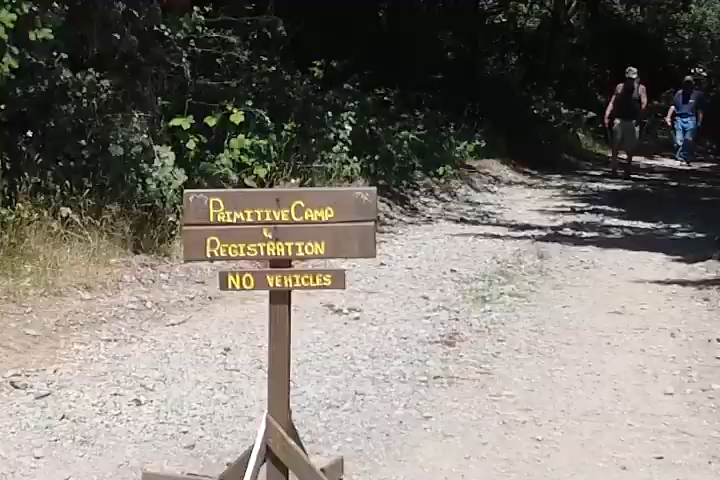 PRIMITIVE CAMP
&
REGISTRATION
NO VEHICLES